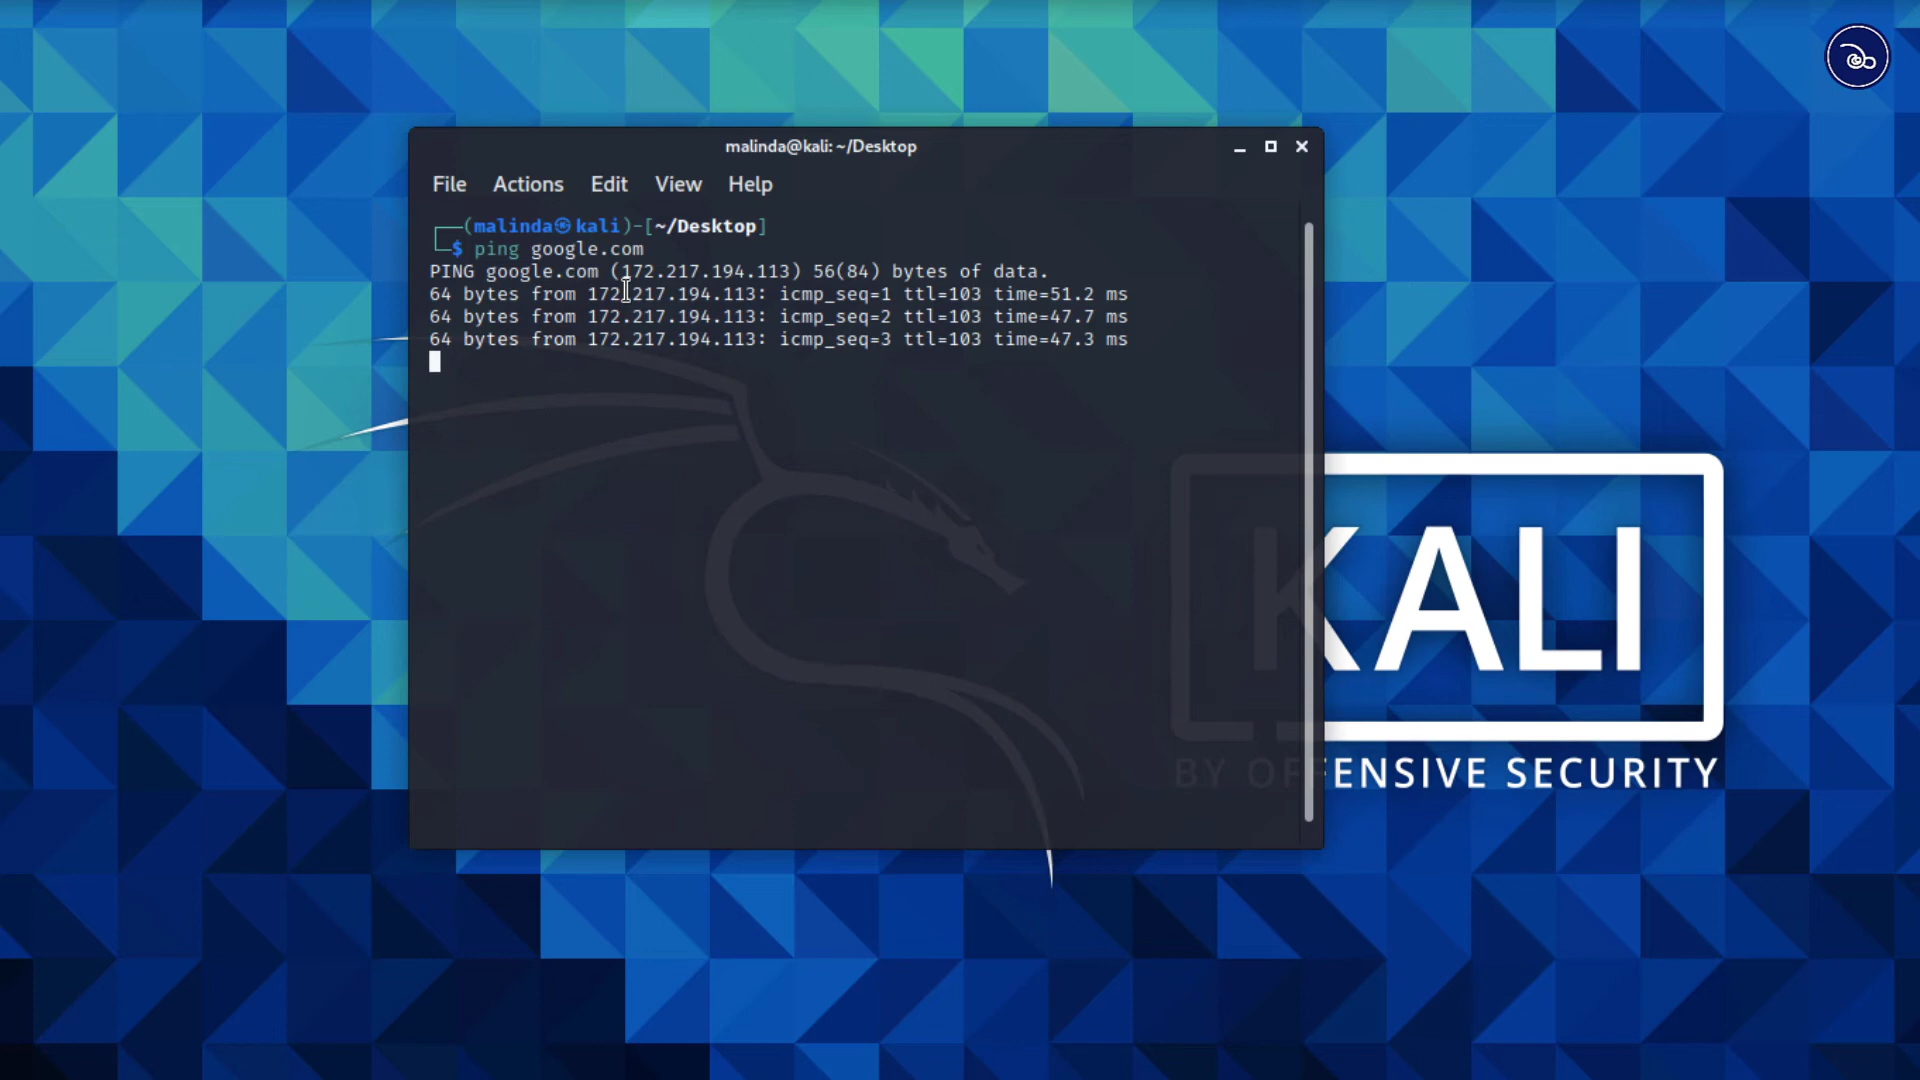 malinda@kali: ~/Desktop
File Actions Edit View Help
┌──(malinda㉿kali)-[~/Desktop]
└─$ ping google.com
PING google.com (172.217.194.113) 56(84) bytes of data.
64 bytes from 172.217.194.113: icmp_seq=1 ttl=103 time=51.2 ms
64 bytes from 172.217.194.113: icmp_seq=2 ttl=103 time=47.7 ms
64 bytes from 172.217.194.113: icmp_seq=3 ttl=103 time=47.3 ms
KALI
BY OFFENSIVE SECURITY